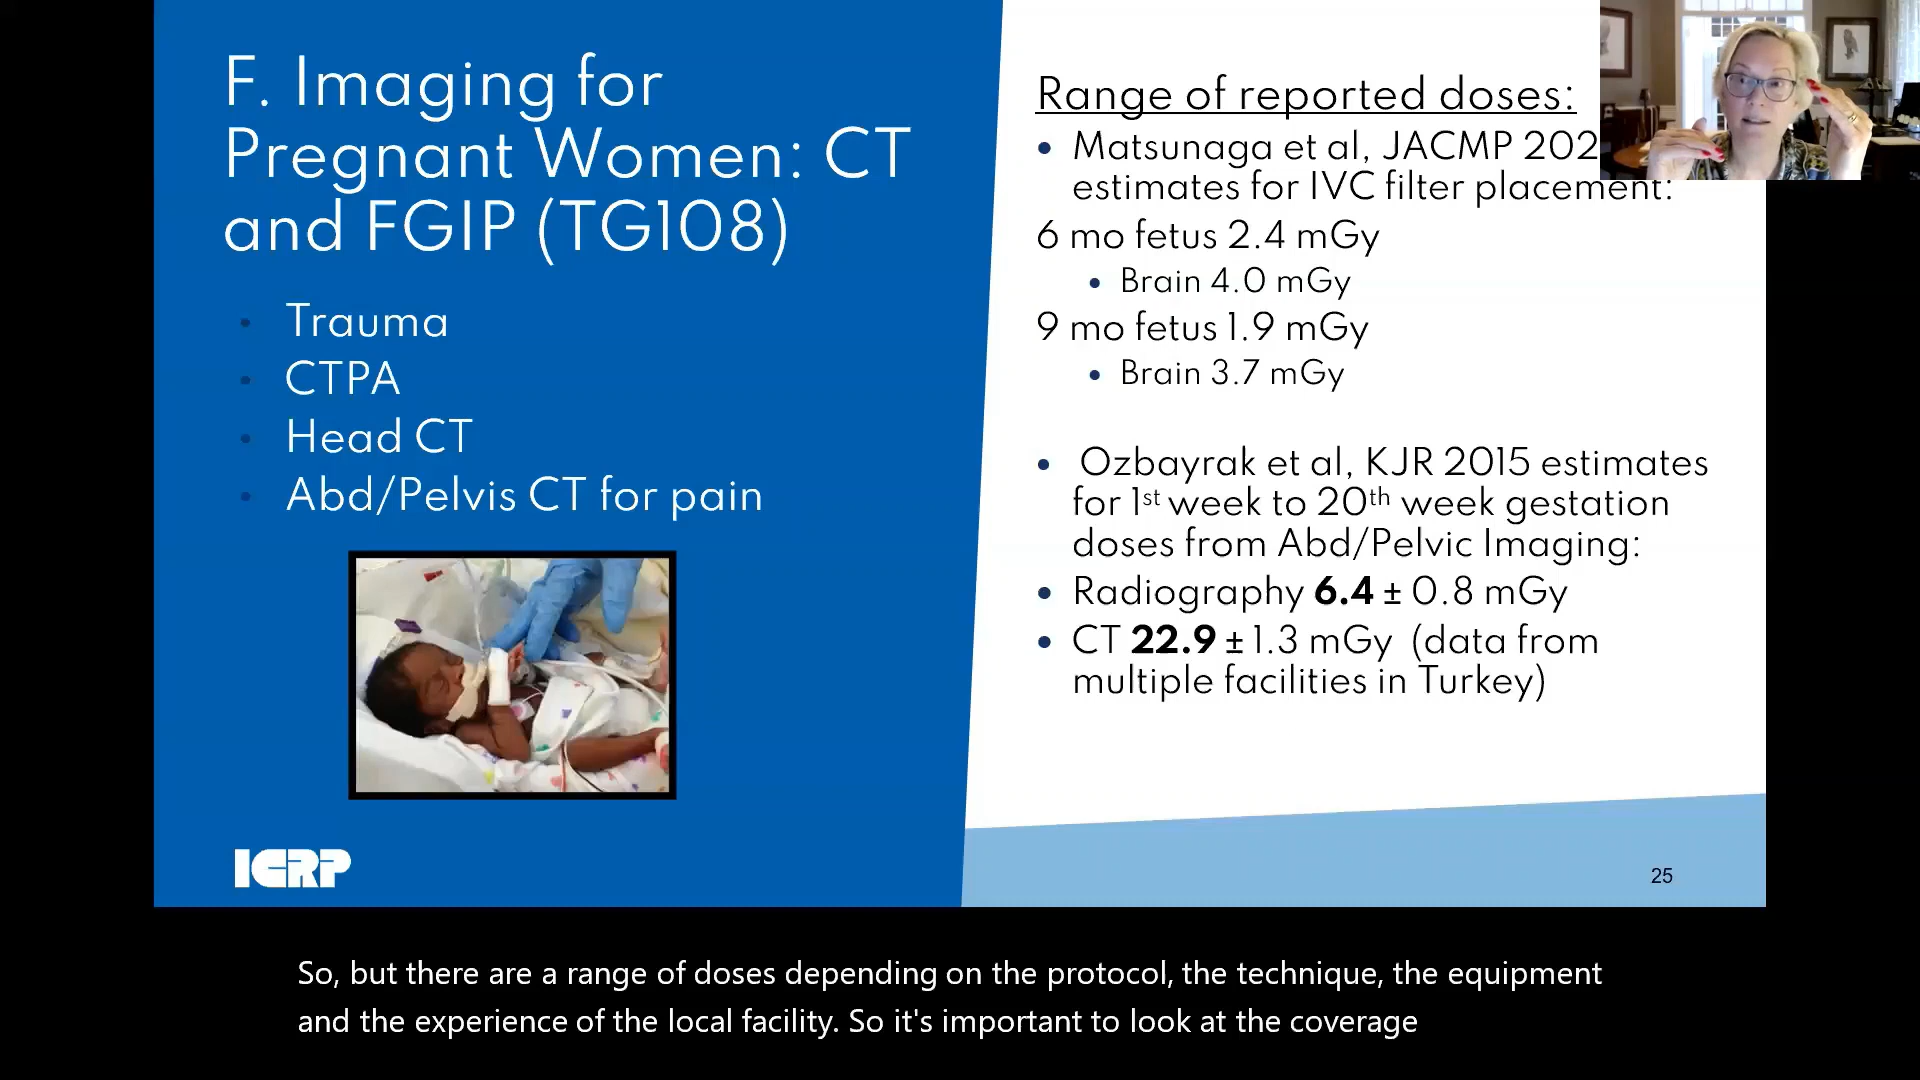 F. Imaging for
Pregnant Women: CT
and FGIP (TG108)
• Trauma
• CTPA
• Head CT
• Abd/Pelvis CT for pain
ICRP
Range of reported doses:
• Matsunaga et al, JACMP 202
estimates for IVC filter placement:
6 mo fetus 2.4 mGy
• Brain 4.0 mGy
9 mo fetus 1.9 mGy
• Brain 3.7 mGy
• Ozbayrak et al, KJR 2015 estimates
for 1st week to 20th week gestation
doses from Abd/Pelvic Imaging:
• Radiography 6.4 ± 0.8 mGy
• CT 22.9 ± 1.3 mGy (data from
multiple facilities in Turkey)
25
So, but there are a range of doses depending on the protocol, the technique, the equipment
and the experience of the local facility. So it's important to look at the coverage